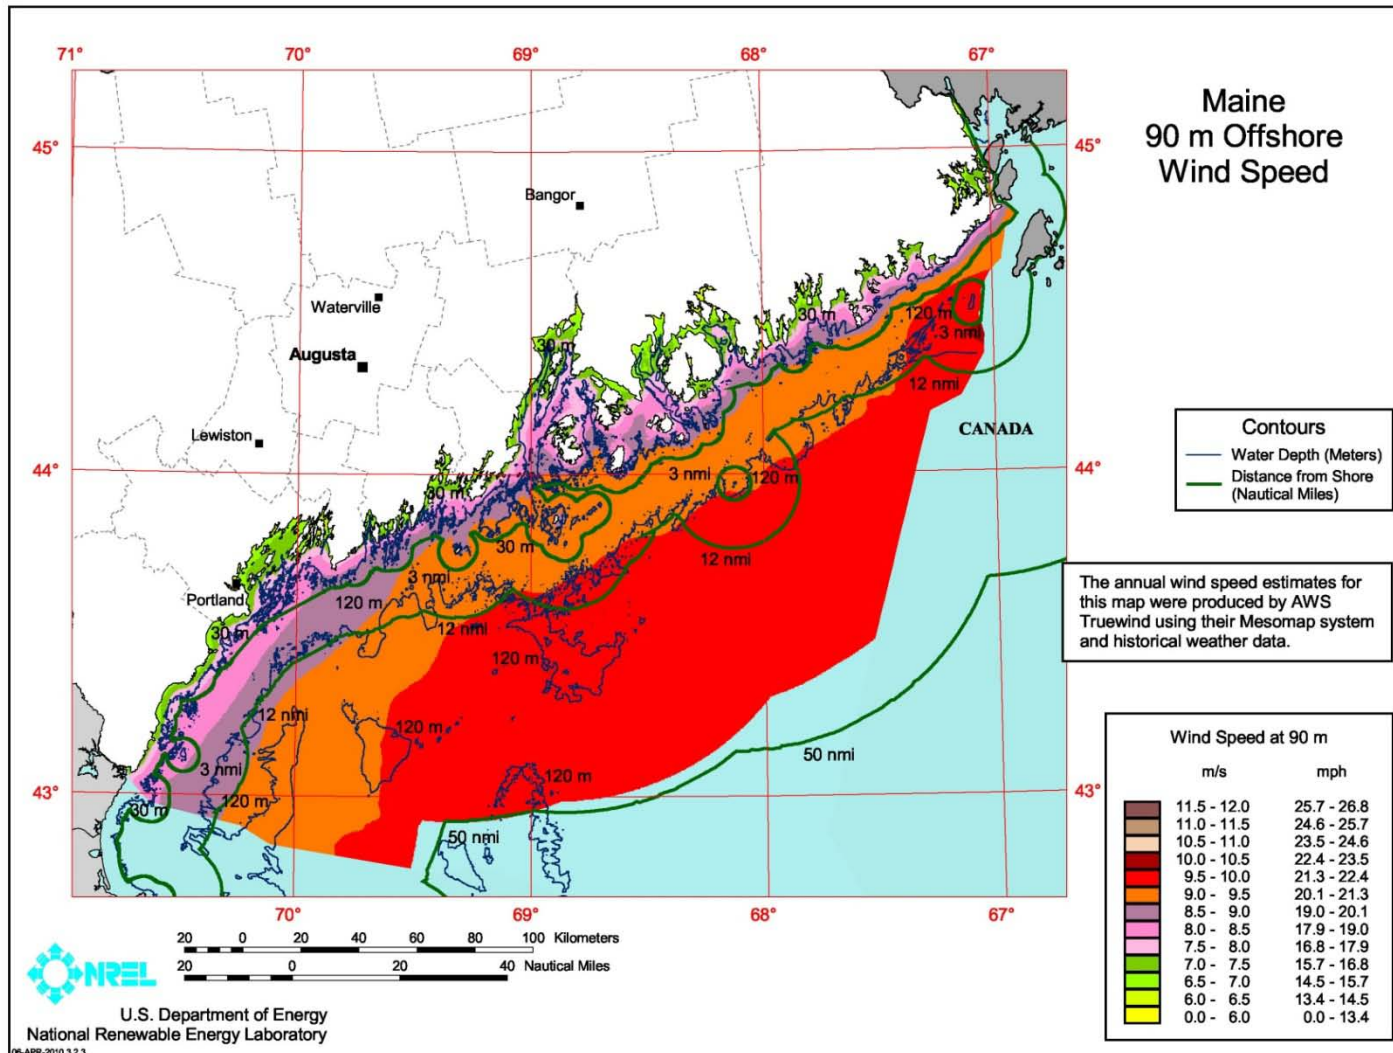 71°
70°
69°
68°
67°
Maine
90 m Offshore
Wind Speed
45°
45°
Bangor
Waterville
Augusta
Lewiston
Portland
30 m
30 m
120 m
3 nmi
12 nmi
CANADA
44°
44°
30 m
3 nmi
120 m
30 m
12 nmi
3 nmi
120 m
12 nmi
30 m
120 m
120 m
12 nmi
120 m
50 nmi
3 nmi
120 m
120 m
43°
43°
30 m
50 nmi
70°
69°
68°
67°
Contours
Water Depth (Meters)
Distance from Shore
(Nautical Miles)
The annual wind speed estimates for
this map were produced by AWS
Truewind using their Mesomap system
and historical weather data.
Wind Speed at 90 m
m/s mph
11.5 - 12.0 25.7 - 26.8
11.0 - 11.5 24.6 - 25.7
10.5 - 11.0 23.5 - 24.6
10.0 - 10.5 22.4 - 23.5
9.5 - 10.0 21.3 - 22.4
9.0 - 9.5 20.1 - 21.3
8.5 - 9.0 19.0 - 20.1
8.0 - 8.5 17.9 - 19.0
7.5 - 8.0 16.8 - 17.9
7.0 - 7.5 15.7 - 16.8
6.5 - 7.0 14.5 - 15.7
6.0 - 6.5 13.4 - 14.5
0.0 - 6.0 0.0 - 13.4
20 0 20 40 60 80 100 Kilometers
20 0 20 40 Nautical Miles
NREL
U.S. Department of Energy
National Renewable Energy Laboratory
06-APR-2010 3.2.3